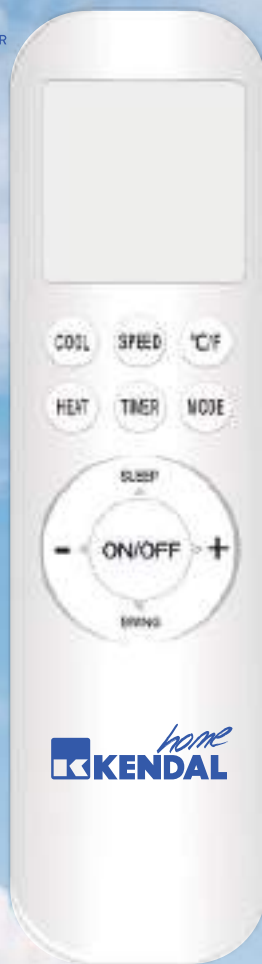 R
COOL SPEED °C/F
HEAT TIMER MODE
SLEEP
- ON/OFF +
SWING
home
KENDAL